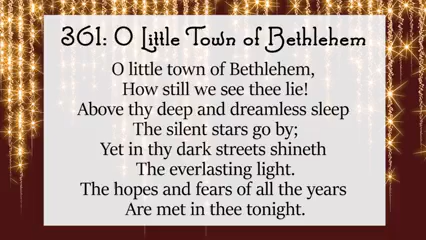 361: O Little Town of Bethlehem
O little town of Bethlehem,
How still we see thee lie!
Above thy deep and dreamless sleep
The silent stars go by;
Yet in thy dark streets shineth
The everlasting light.
The hopes and fears of all the years
Are met in thee tonight.